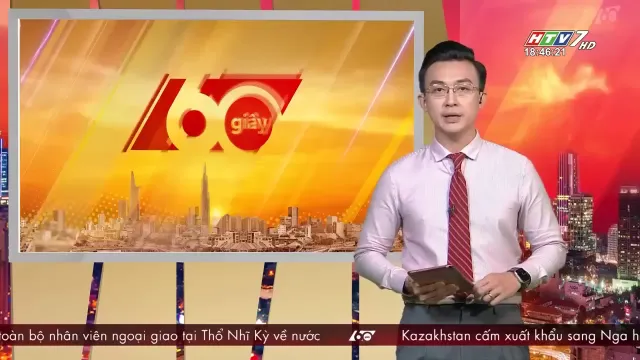 HTV7 HD
18:46:21
60 giây
toàn bộ nhân viên ngoại giao tại Thổ Nhĩ Kỳ về nước 60 Kazakhstan cấm xuất khẩu sang Nga